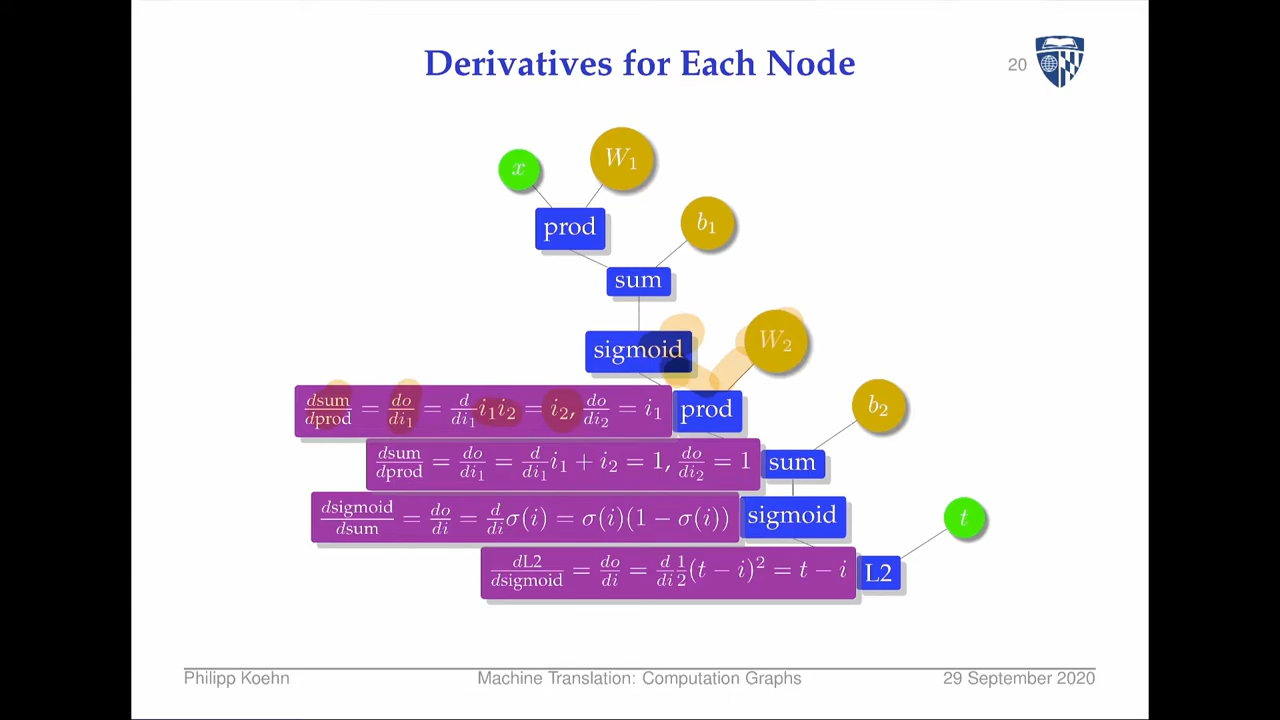 Derivatives for Each Node
20
x
W₁
prod
b₁
sum
sigmoid
W₂
dsum/dprod = do/di₁ = d/di₁ i₁i₂ = i₂, do/di₂ = i₁
prod
b₂
dsum/dprod = do/di₁ = d/di₁ i₁ + i₂ = 1, do/di₂ = 1
sum
dsigmoid/dsum = do/di = d/di σ(i) = σ(i)(1 − σ(i))
sigmoid
t
dL2/dsigmoid = do/di = d/di 1/2 (t − i)² = t − i
L2
Philipp Koehn
Machine Translation: Computation Graphs
29 September 2020